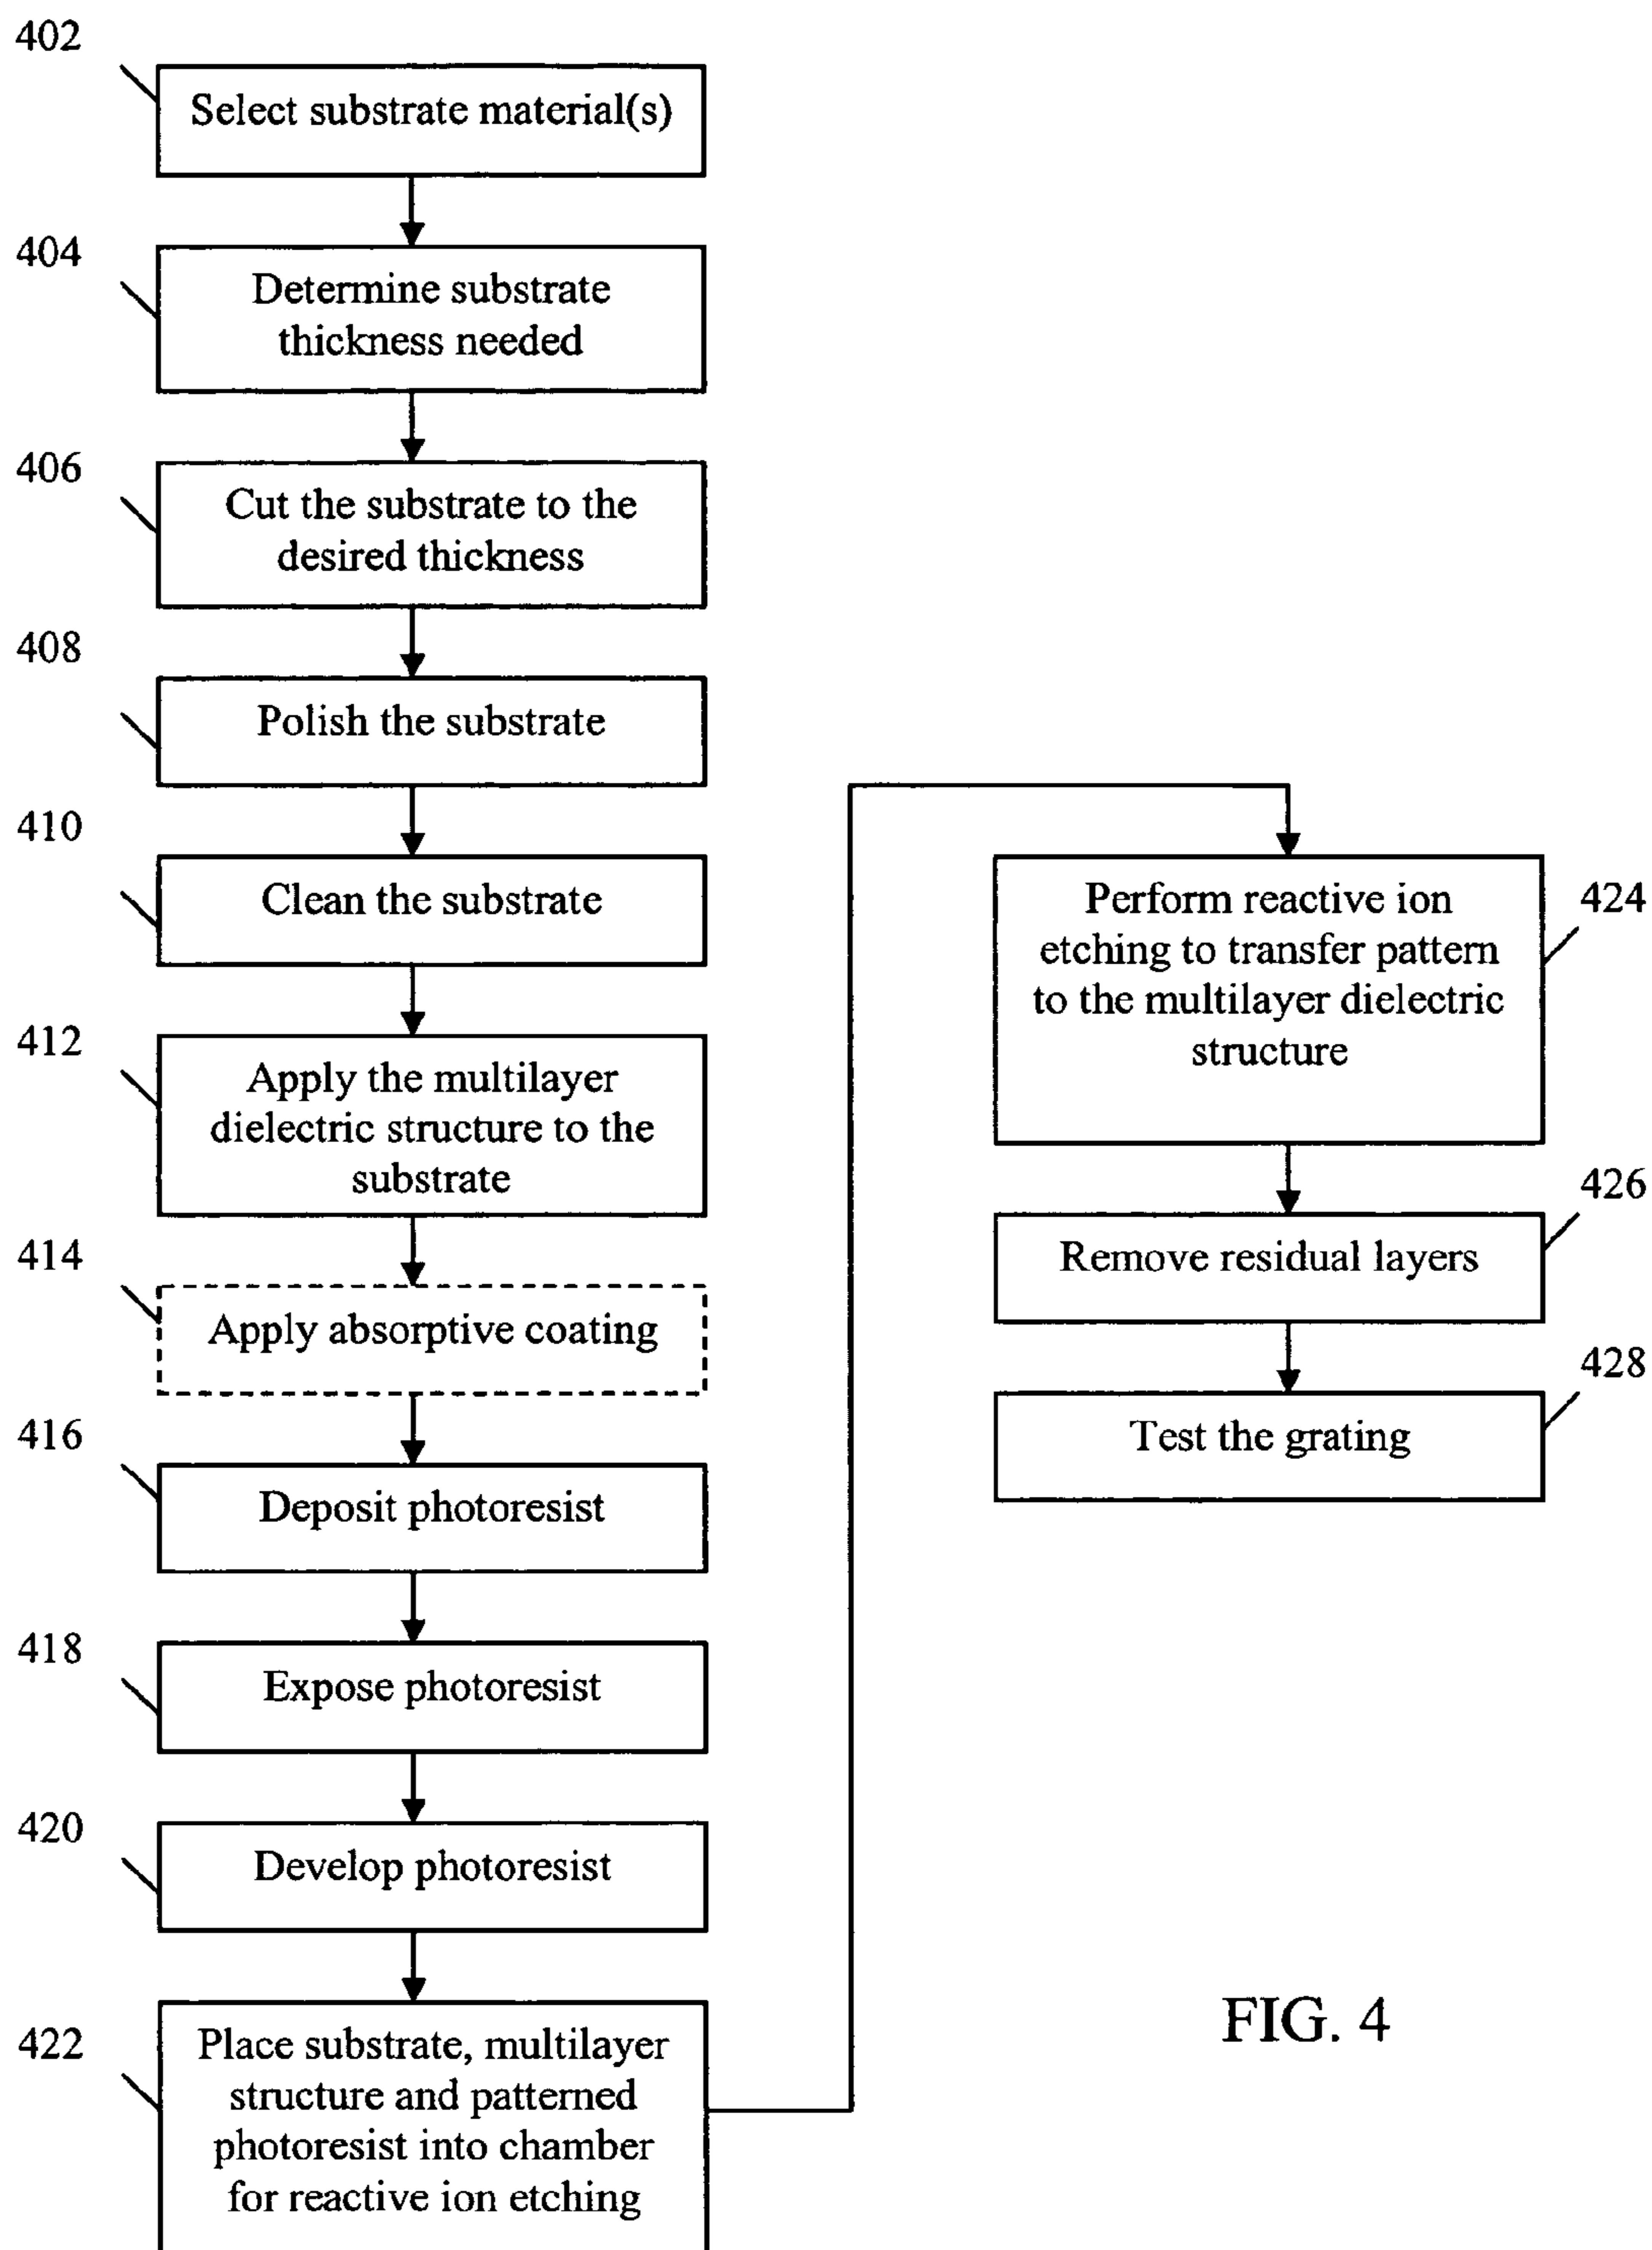 402
Select substrate material(s)
404
Determine substrate
thickness needed
406
Cut the substrate to the
desired thickness
408
Polish the substrate
410
Clean the substrate
412
Apply the multilayer
dielectric structure to the
substrate
414
Apply absorptive coating
416
Deposit photoresist
418
Expose photoresist
420
Develop photoresist
422
Place substrate, multilayer
structure and patterned
photoresist into chamber
for reactive ion etching
424
Perform reactive ion
etching to transfer pattern
to the multilayer dielectric
structure
426
Remove residual layers
428
Test the grating
FIG. 4